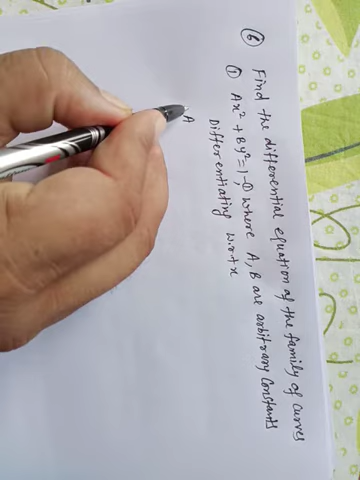 ⑥ Find the differential equation of the family of curves
① Ax² + By² = 1 -① where A, B are arbitrary constants
Differentiating w.r.t x
A